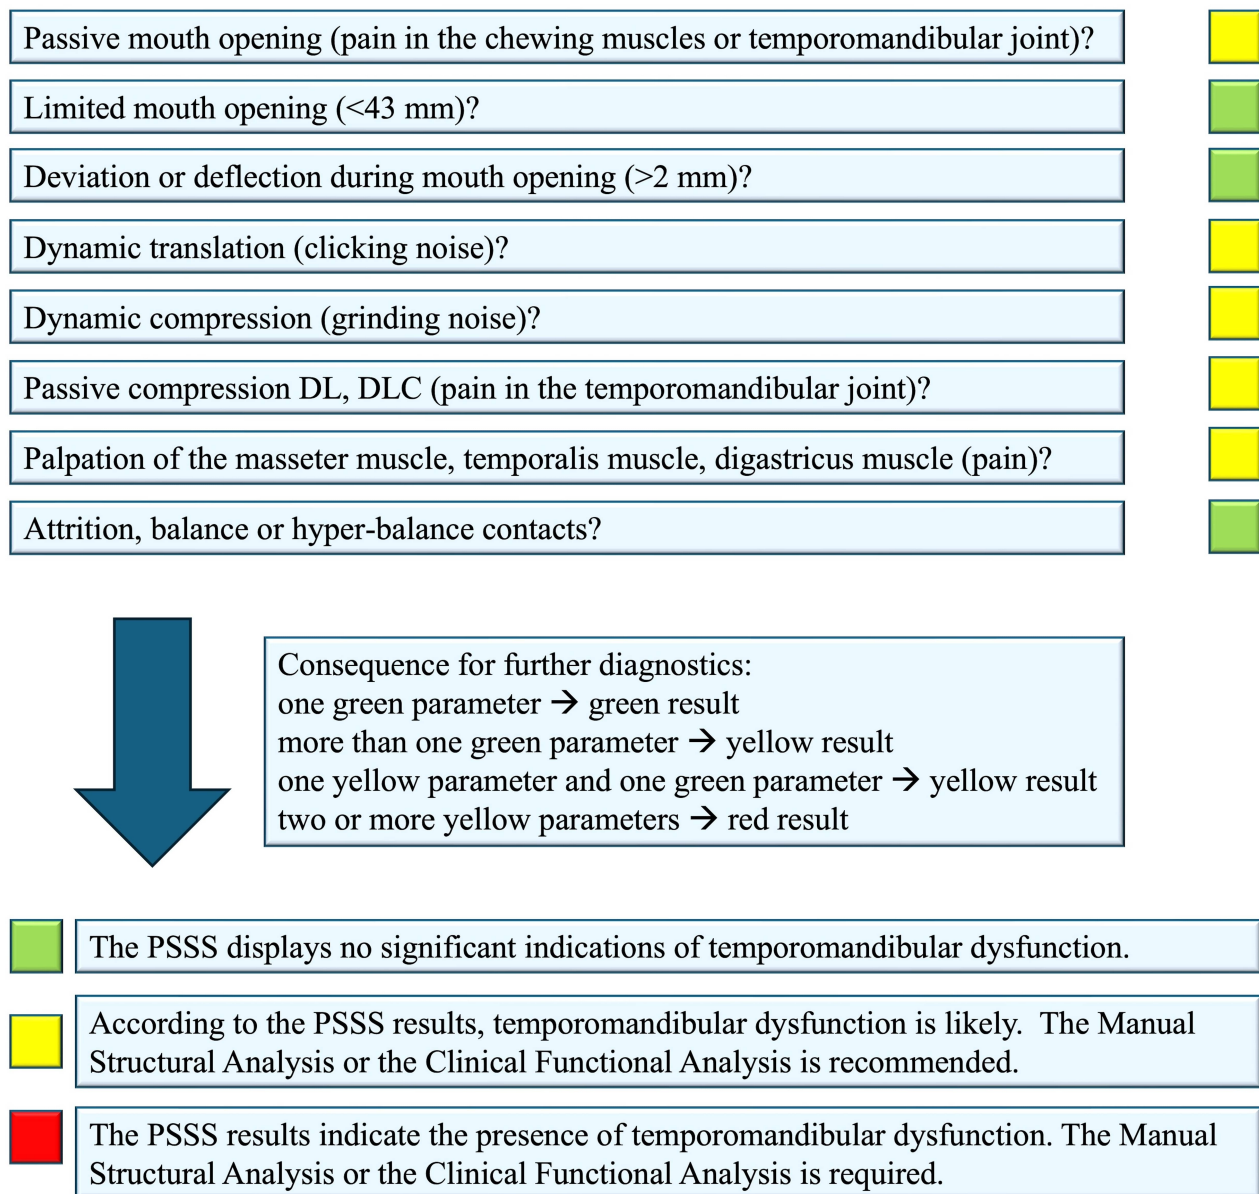 Passive mouth opening (pain in the chewing muscles or temporomandibular joint)?
Limited mouth opening (<43 mm)?
Deviation or deflection during mouth opening (>2 mm)?
Dynamic translation (clicking noise)?
Dynamic compression (grinding noise)?
Passive compression DL, DLC (pain in the temporomandibular joint)?
Palpation of the masseter muscle, temporalis muscle, digastricus muscle (pain)?
Attrition, balance or hyper-balance contacts?
Consequence for further diagnostics:
one green parameter → green result
more than one green parameter → yellow result
one yellow parameter and one green parameter → yellow result
two or more yellow parameters → red result
The PSSS displays no significant indications of temporomandibular dysfunction.
According to the PSSS results, temporomandibular dysfunction is likely.  The Manual
Structural Analysis or the Clinical Functional Analysis is recommended.
The PSSS results indicate the presence of temporomandibular dysfunction. The Manual
Structural Analysis or the Clinical Functional Analysis is required.